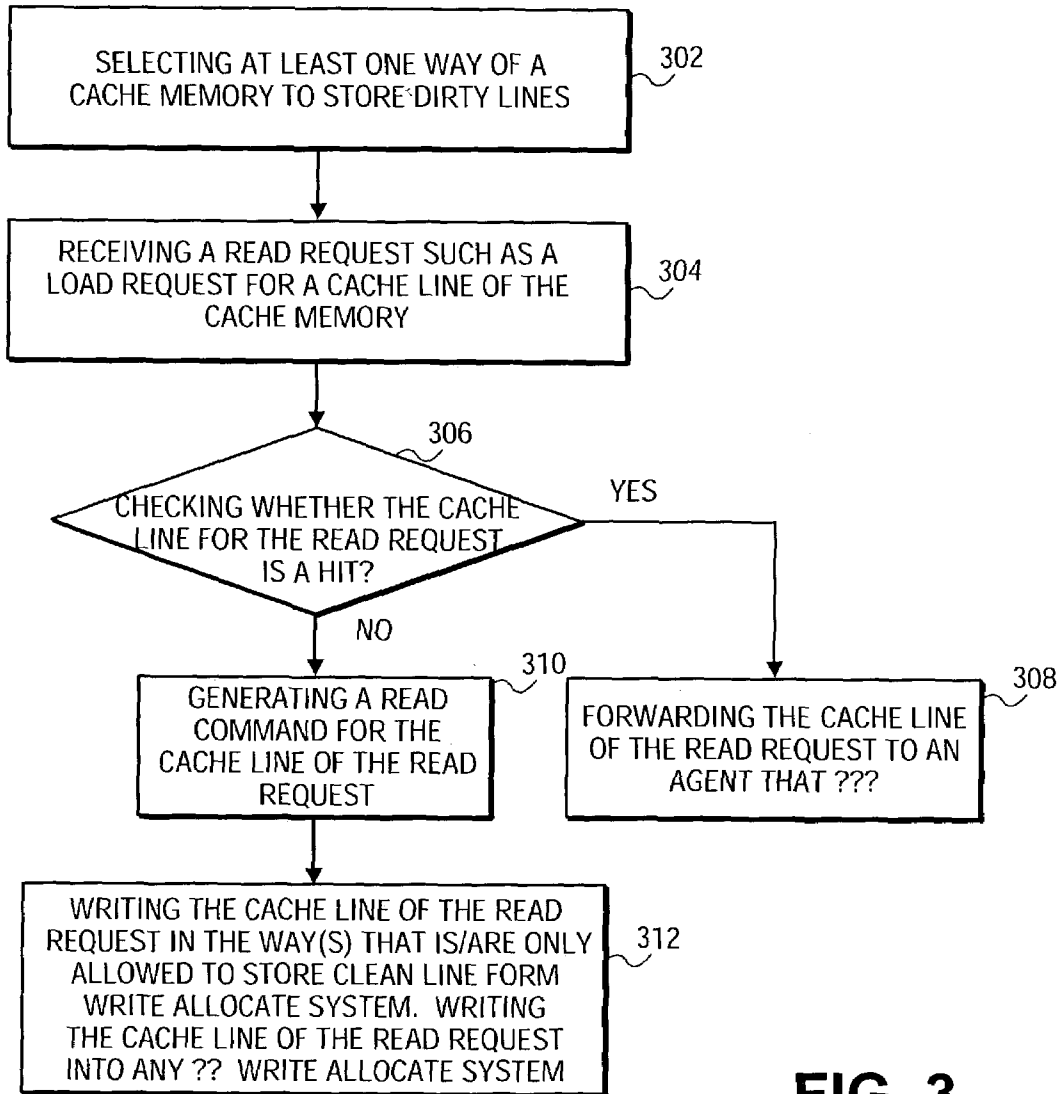 SELECTING AT LEAST ONE WAY OF A
CACHE MEMORY TO STORE DIRTY LINES
302
RECEIVING A READ REQUEST SUCH AS A
LOAD REQUEST FOR A CACHE LINE OF THE
CACHE MEMORY
304
306
CHECKING WHETHER THE CACHE
LINE FOR THE READ REQUEST
IS A HIT?
YES
NO
310
GENERATING A READ
COMMAND FOR THE
CACHE LINE OF THE READ
REQUEST
308
FORWARDING THE CACHE LINE
OF THE READ REQUEST TO AN
AGENT THAT ???
WRITING THE CACHE LINE OF THE READ
REQUEST IN THE WAY(S) THAT IS/ARE ONLY
ALLOWED TO STORE CLEAN LINE FORM
WRITE ALLOCATE SYSTEM. WRITING
THE CACHE LINE OF THE READ REQUEST
INTO ANY ?? WRITE ALLOCATE SYSTEM
312
FIG. 3